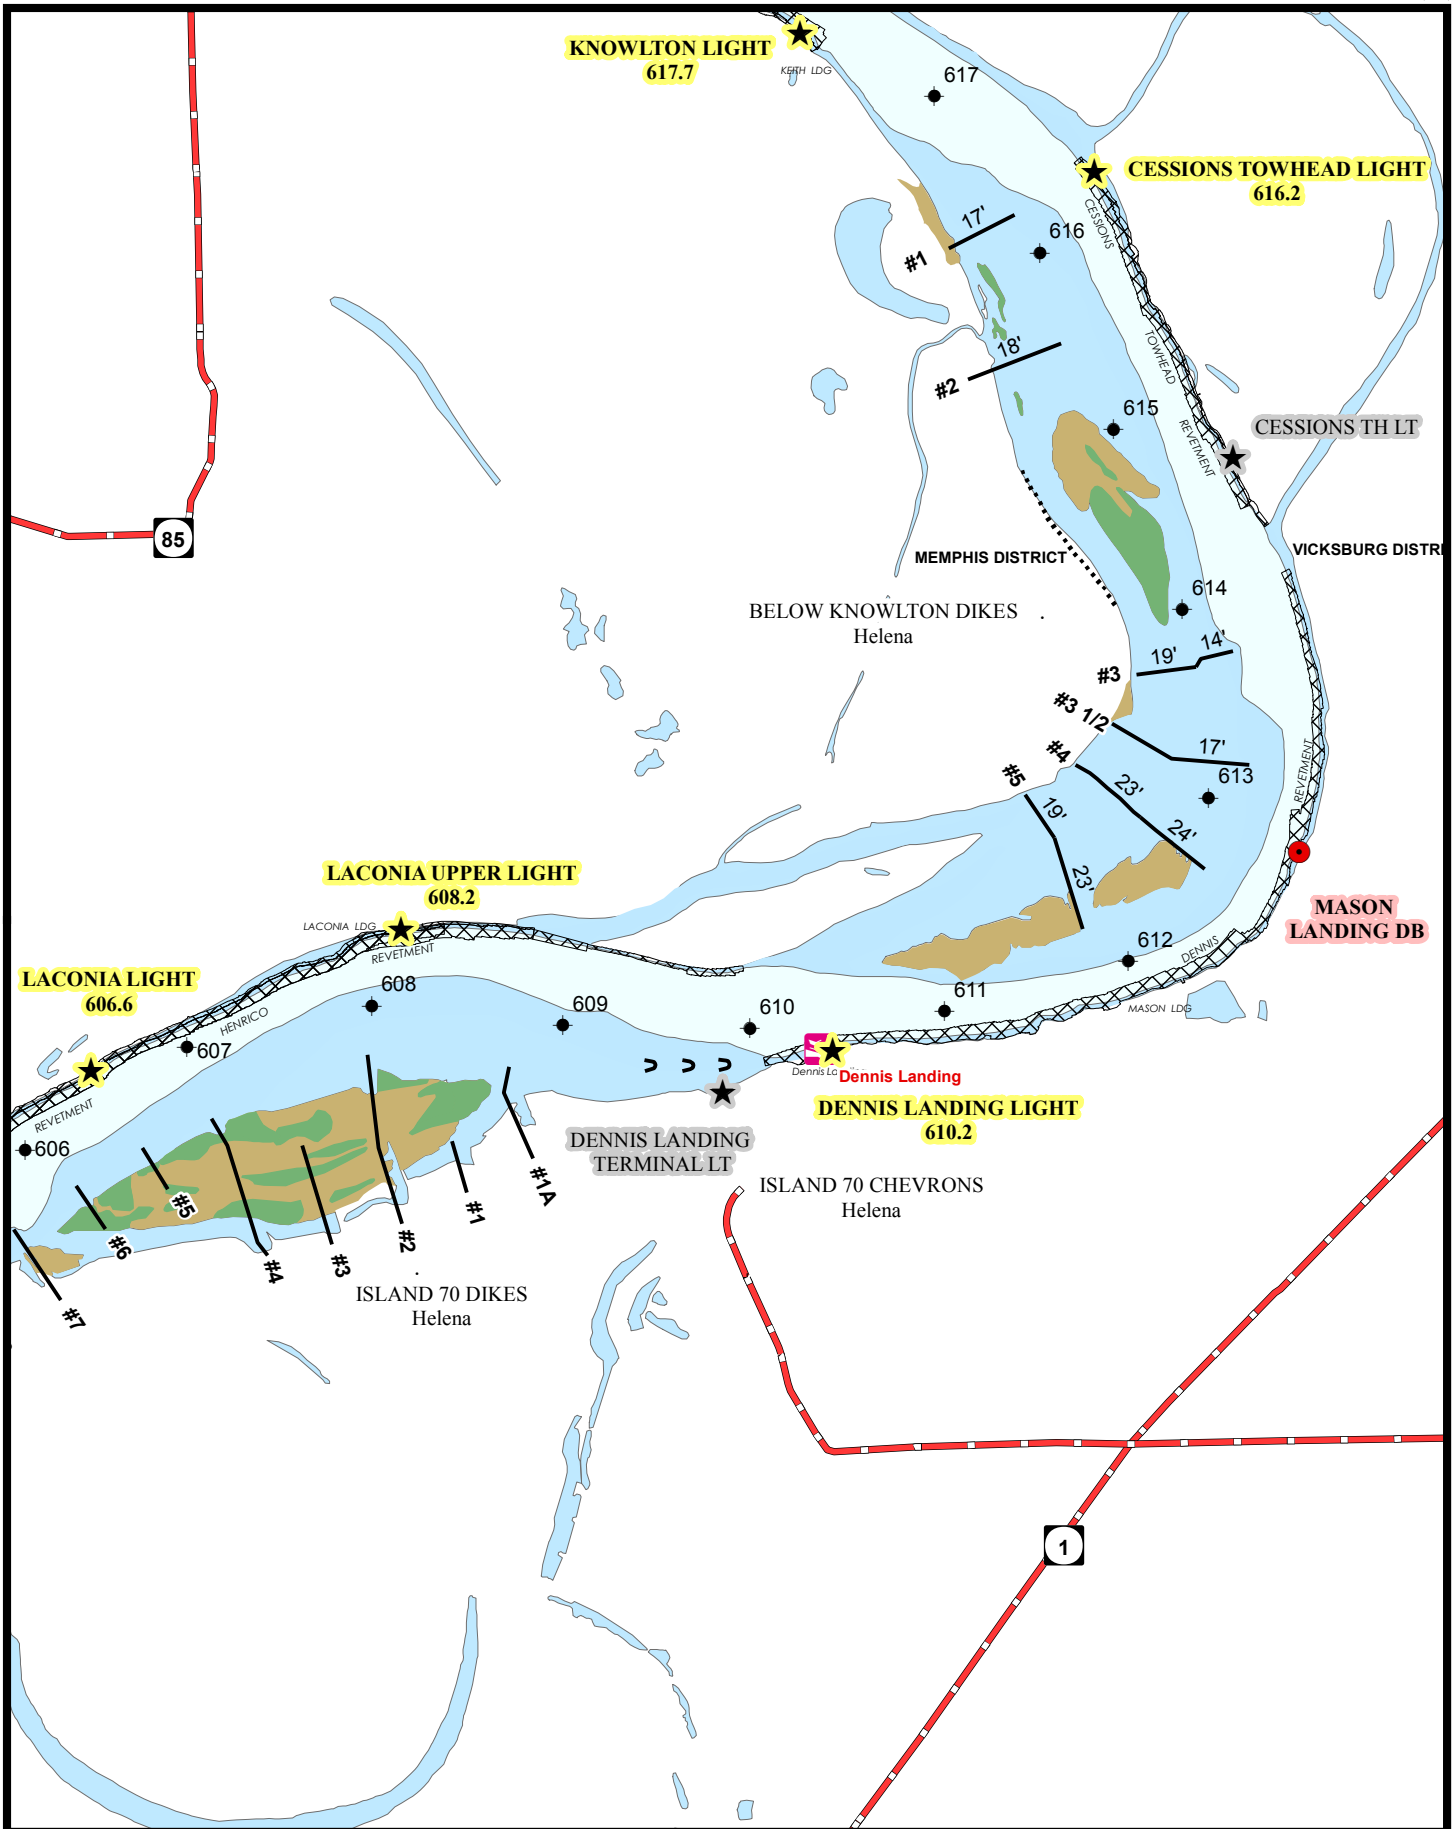 KNOWLTON LIGHT
617.7
KEITH LDG
617
CESSIONS TOWHEAD LIGHT
616.2
CESSIONS
17'
616
#1
18'
#2
TOWHEAD
615
REVETMENT
CESSIONS TH LT
85
MEMPHIS DISTRICT
VICKSBURG DISTRI
614
BELOW KNOWLTON DIKES
Helena
19'
14'
#3
#3 1/2
17'
#4
#5
23'
613
REVETMENT
19'
24'
23'
LACONIA UPPER LIGHT
608.2
LACONIA LDG
REVETMENT
MASON
LANDING DB
612
DENNIS
LACONIA LIGHT
606.6
608
609
610
611
MASON LDG
HENRICO
607
Dennis Landing
DENNIS LANDING LIGHT
610.2
REVETMENT
606
DENNIS LANDING
TERMINAL LT
ISLAND 70 CHEVRONS
Helena
#1A
#1
#2
#3
#4
#5
#6
#7
ISLAND 70 DIKES
Helena
1